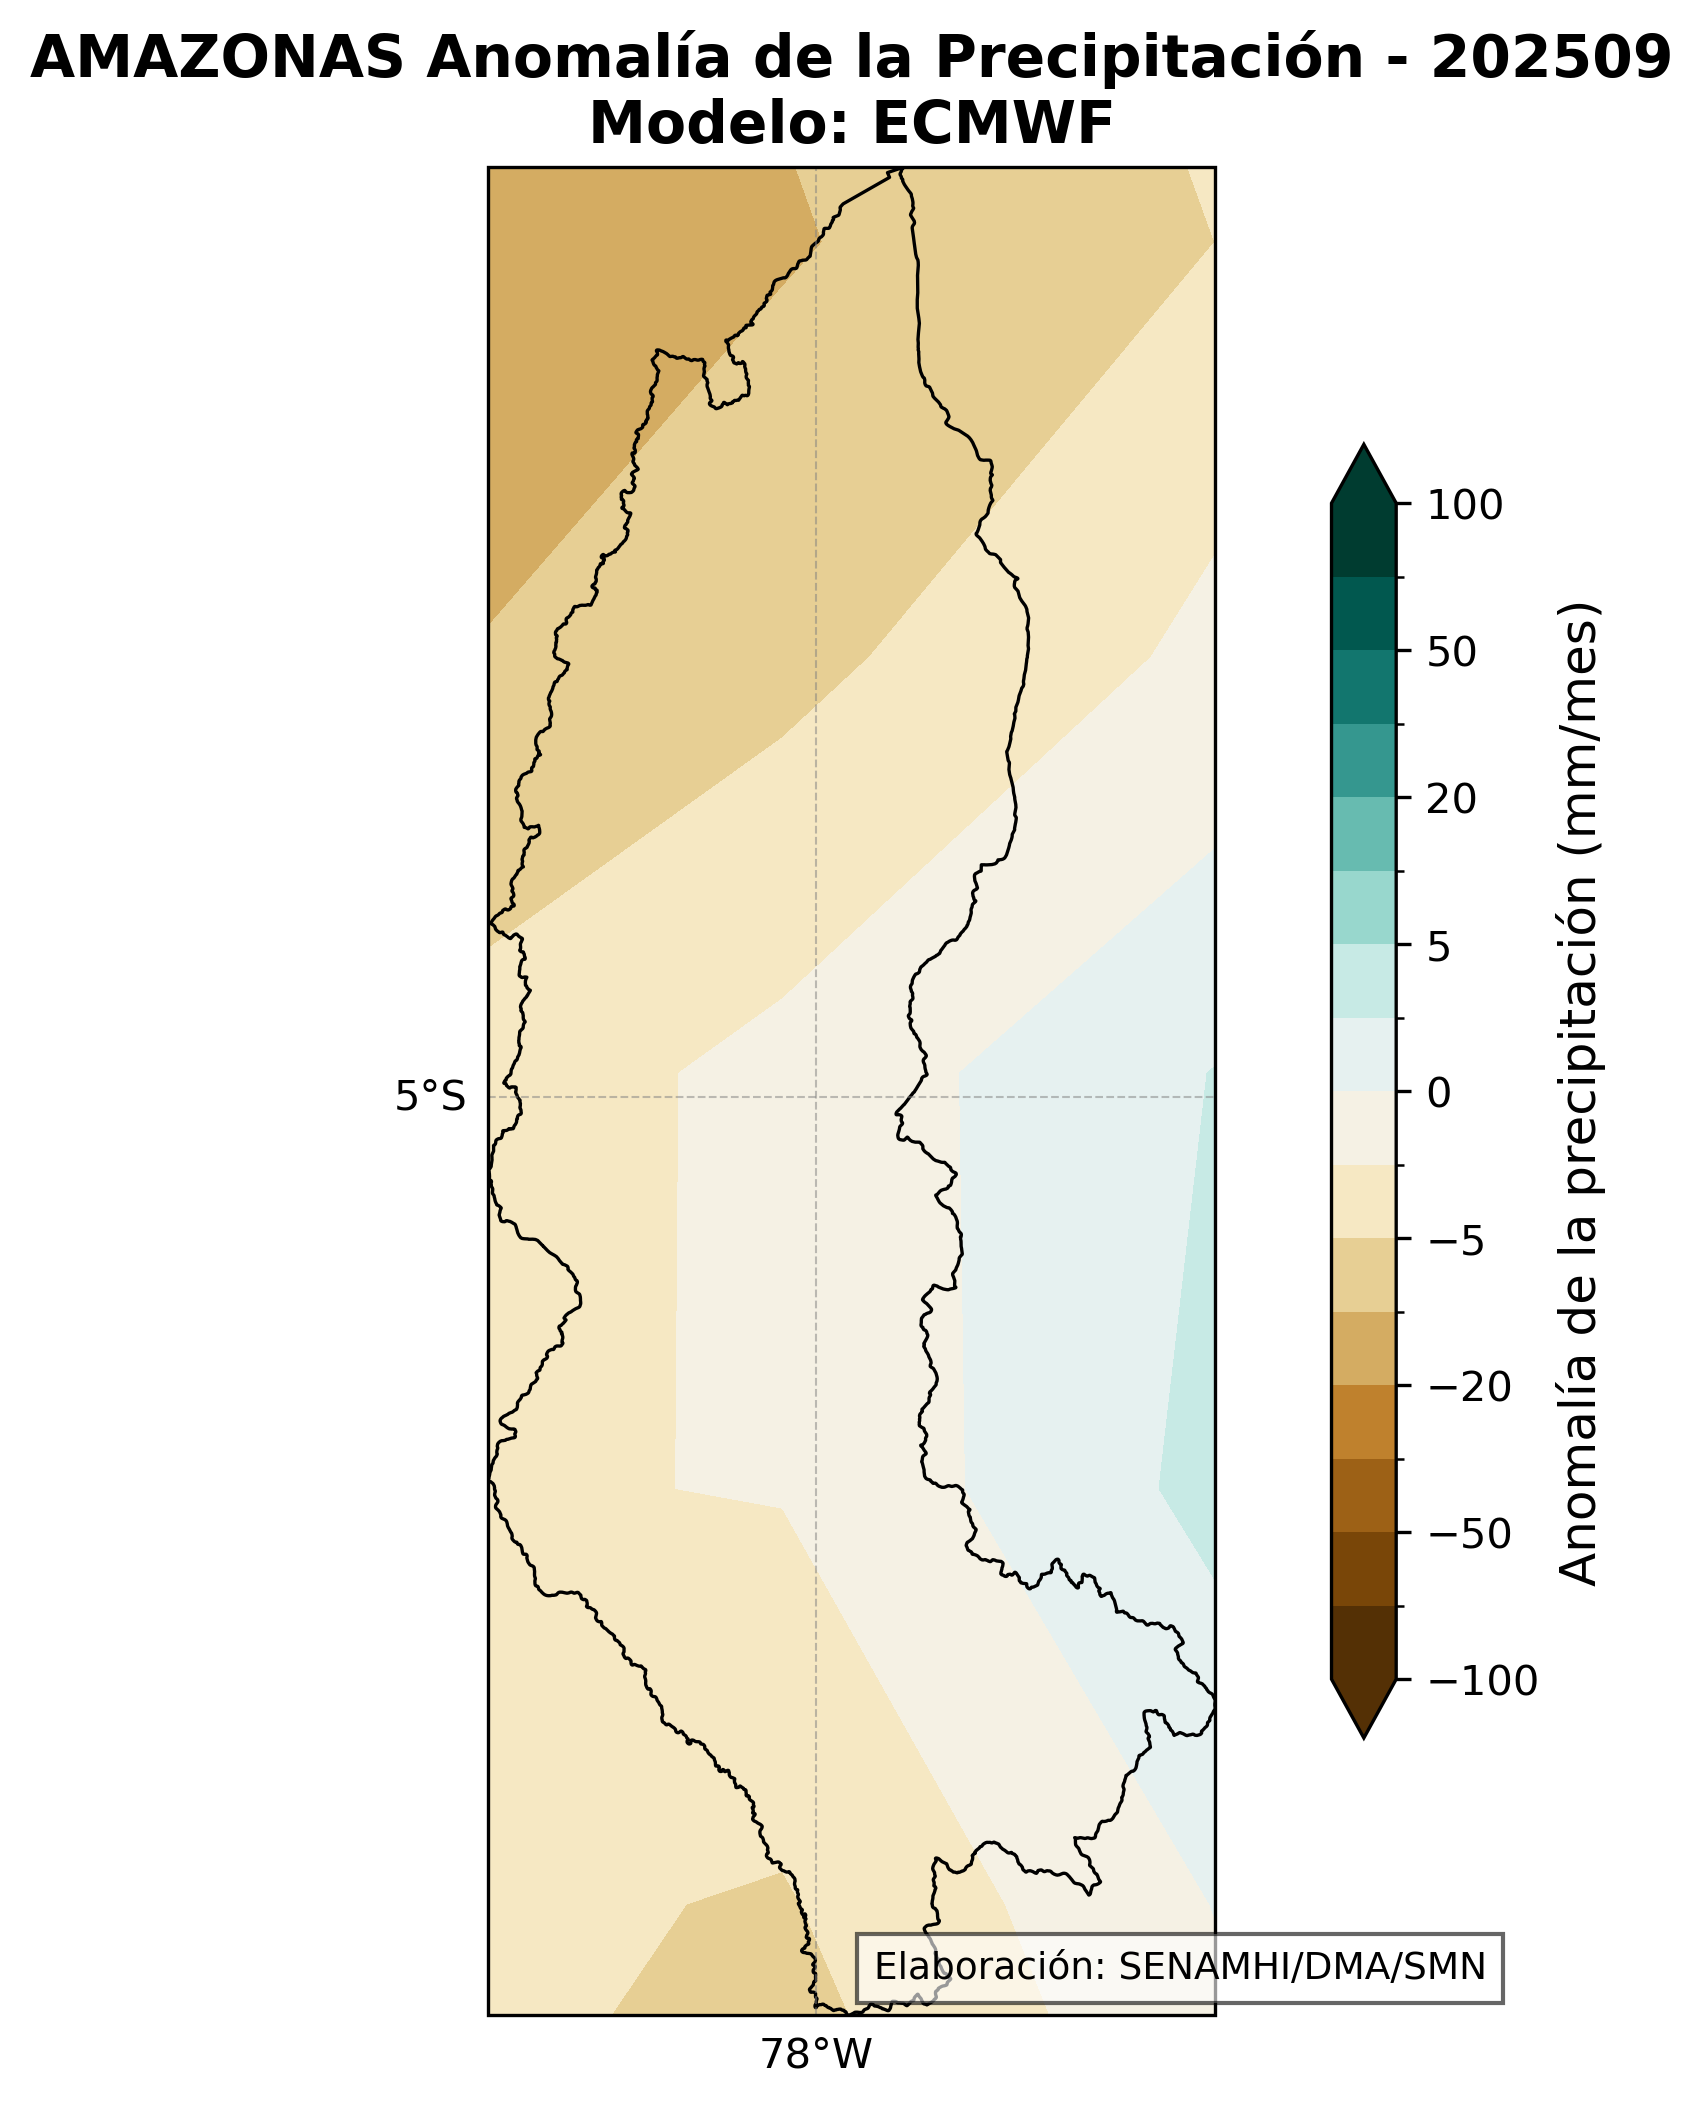 AMAZONAS Anomalía de la Precipitación - 202509
Modelo: ECMWF
100
50
20
5
0
−5
−20
−50
−100
Anomalía de la precipitación (mm/mes)
5°S
78°W
Elaboración: SENAMHI/DMA/SMN